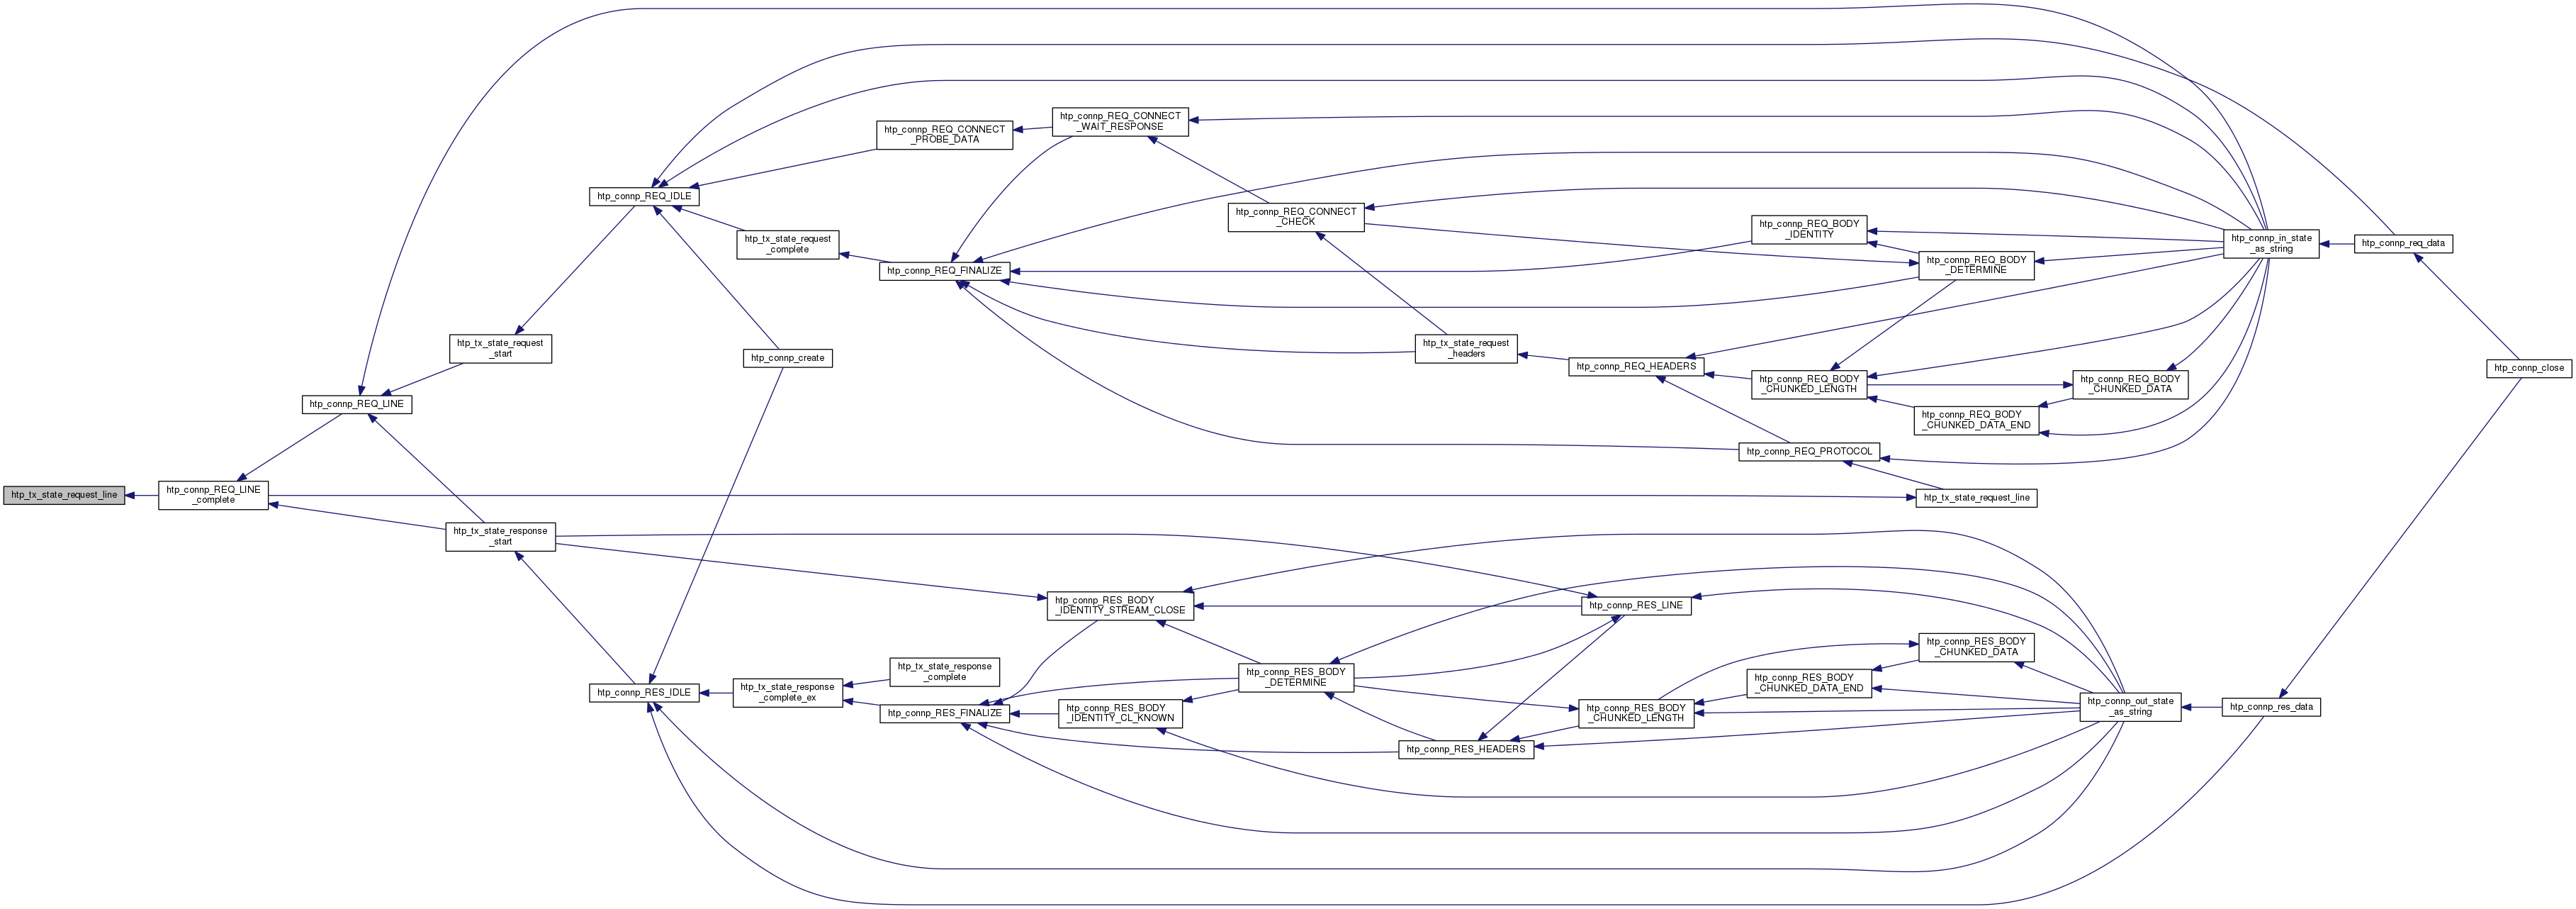 htp_tx_state_request_line
htp_connp_REQ_LINE
_complete
htp_connp_REQ_LINE
htp_tx_state_request
_start
htp_tx_state_response
_start
htp_connp_REQ_IDLE
htp_connp_RES_IDLE
htp_tx_state_request
_complete
htp_connp_create
htp_tx_state_response
_complete_ex
htp_connp_REQ_CONNECT
_PROBE_DATA
htp_connp_REQ_FINALIZE
htp_tx_state_response
_complete
htp_connp_RES_FINALIZE
htp_connp_REQ_CONNECT
_WAIT_RESPONSE
htp_connp_RES_BODY
_IDENTITY_STREAM_CLOSE
htp_connp_RES_BODY
_IDENTITY_CL_KNOWN
htp_connp_REQ_CONNECT
_CHECK
htp_connp_RES_BODY
_DETERMINE
htp_tx_state_request
_headers
htp_connp_RES_HEADERS
htp_connp_REQ_HEADERS
htp_connp_RES_LINE
htp_connp_RES_BODY
_CHUNKED_LENGTH
htp_connp_REQ_BODY
_IDENTITY
htp_connp_REQ_BODY
_CHUNKED_LENGTH
htp_connp_REQ_PROTOCOL
htp_connp_RES_BODY
_CHUNKED_DATA_END
htp_connp_REQ_BODY
_DETERMINE
htp_connp_REQ_BODY
_CHUNKED_DATA_END
htp_tx_state_request_line
htp_connp_RES_BODY
_CHUNKED_DATA
htp_connp_REQ_BODY
_CHUNKED_DATA
htp_connp_out_state
_as_string
htp_connp_in_state
_as_string
htp_connp_res_data
htp_connp_req_data
htp_connp_close